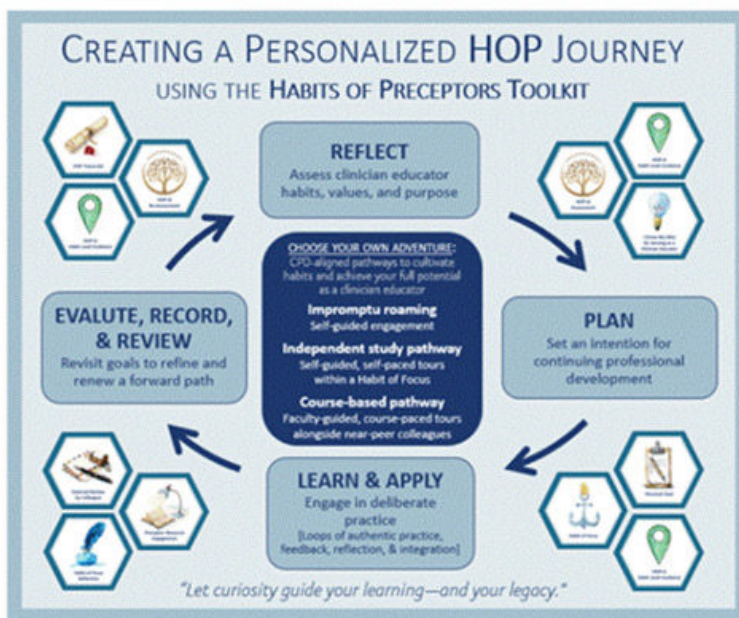 CREATING A PERSONALIZED HOP JOURNEY
USING THE HABITS OF PRECEPTORS TOOLKIT
REFLECT
Assess clinician educator
habits, values, and purpose
PLAN
Set an intention for
continuing professional
development
LEARN & APPLY
Engage in deliberate
practice
[Loops of authentic practice,
feedback, reflection, & integration]
EVALUTE, RECORD,
& REVIEW
Revisit goals to refine and
renew a forward path
CHOOSE YOUR OWN ADVENTURE:
CPD-aligned pathways to cultivate
habits and achieve your full potential
as a clinician educator
Impromptu roaming
Self-guided engagement
Independent study pathway
Self-guided, self-paced tours
within a Habit of Focus
Course-based pathway
Faculty-guided, course-paced tours
alongside near-peer colleagues
"Let curiosity guide your learning—and your legacy."